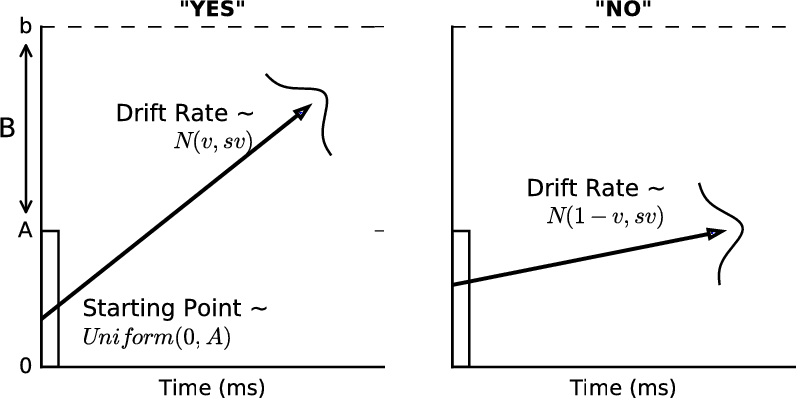 "YES"
b
B
Drift Rate ~
N(v, sv)
A
Starting Point ~
Uniform(0, A)
0
Time (ms)
"NO"
Drift Rate ~
N(1 − v, sv)
Time (ms)